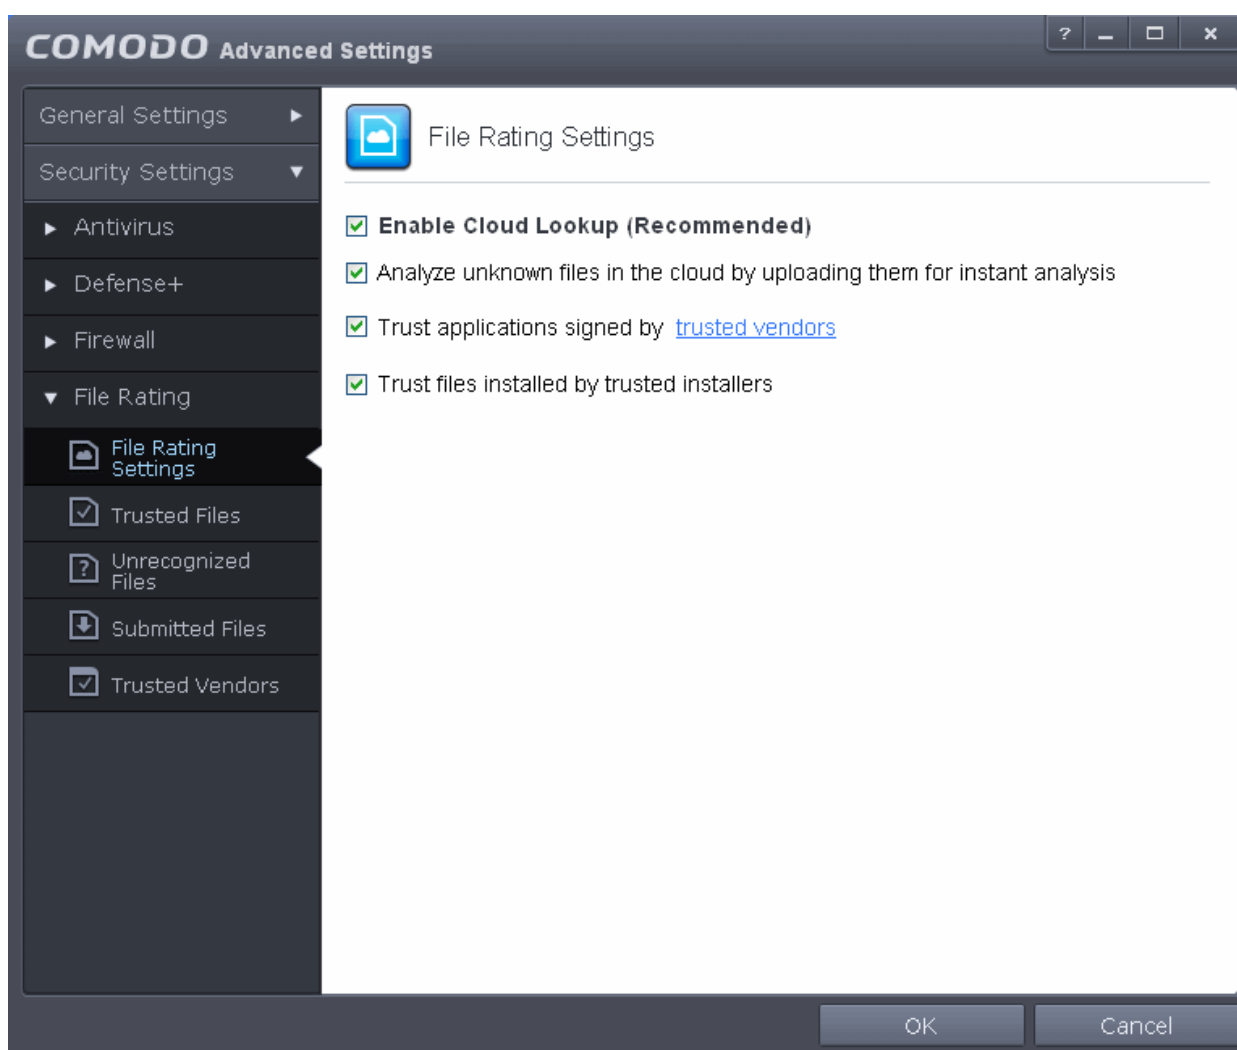 COMODO Advanced Settings
?
General Settings
Security Settings
Antivirus
Defense+
Firewall
File Rating
File Rating
Settings
Trusted Files
?
Unrecognized
Files
Submitted Files
Trusted Vendors
File Rating Settings
Enable Cloud Lookup (Recommended)
Analyze unknown files in the cloud by uploading them for instant analysis
Trust applications signed by trusted vendors
Trust files installed by trusted installers
OK
Cancel